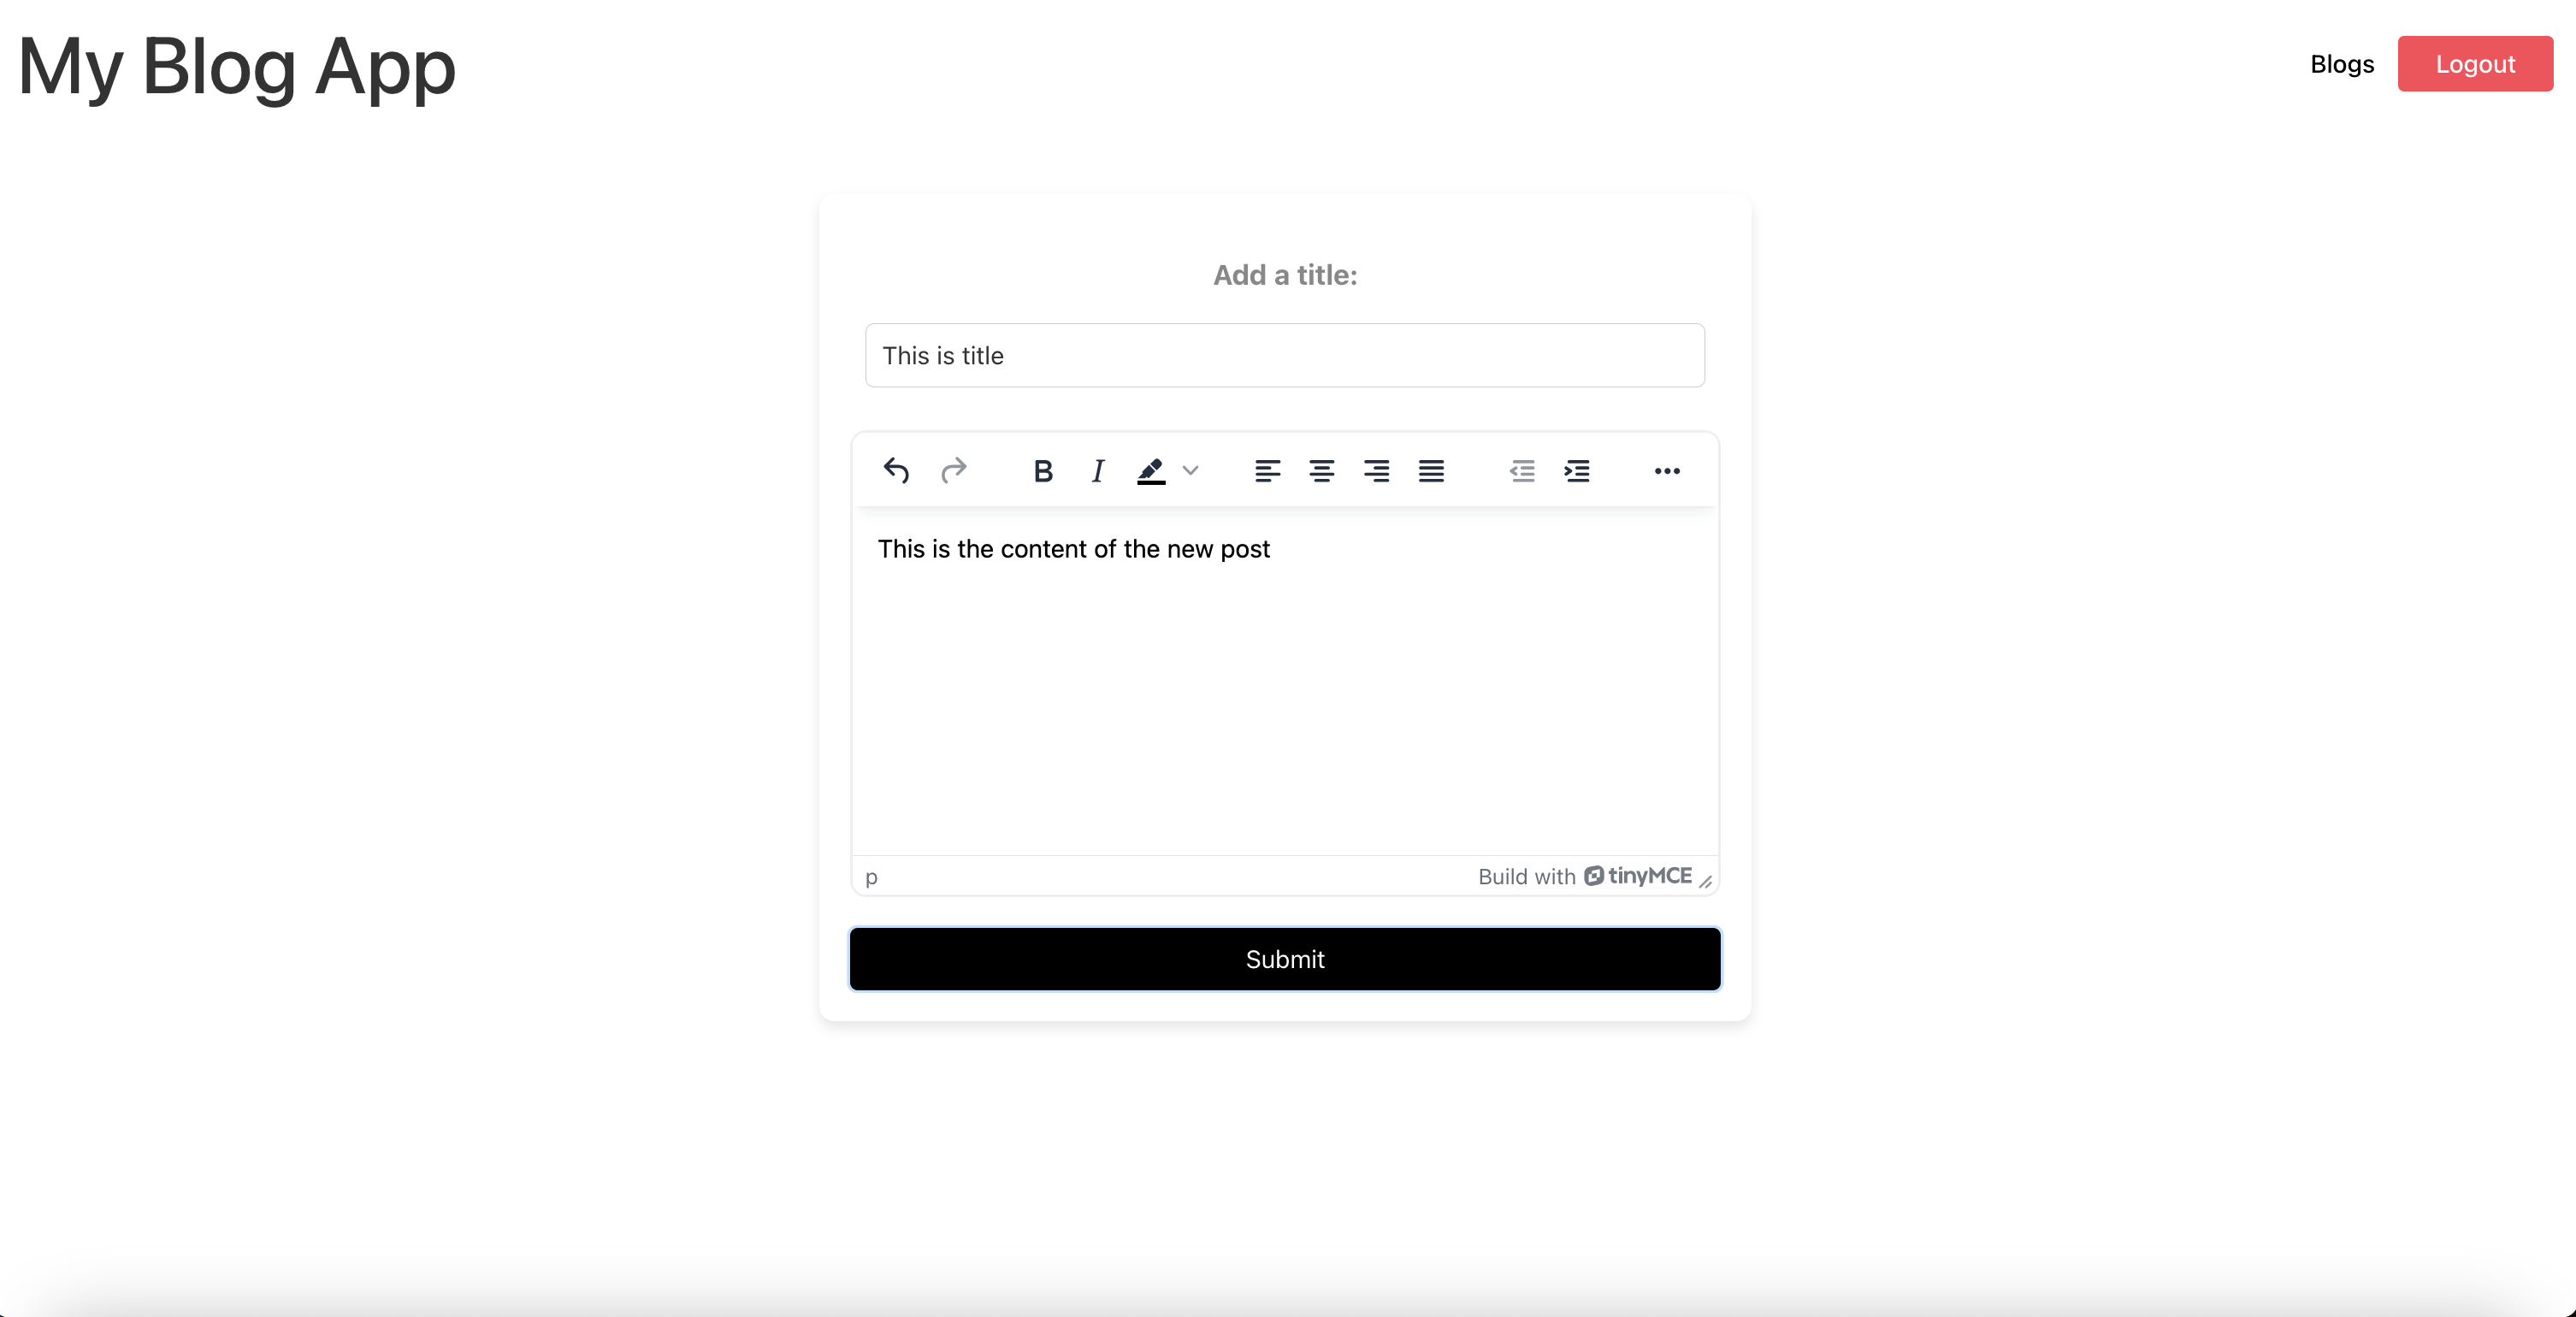 My Blog App
Blogs
Logout
Add a title:
This is title
B I
This is the content of the new post
p
Build with tinyMCE
Submit